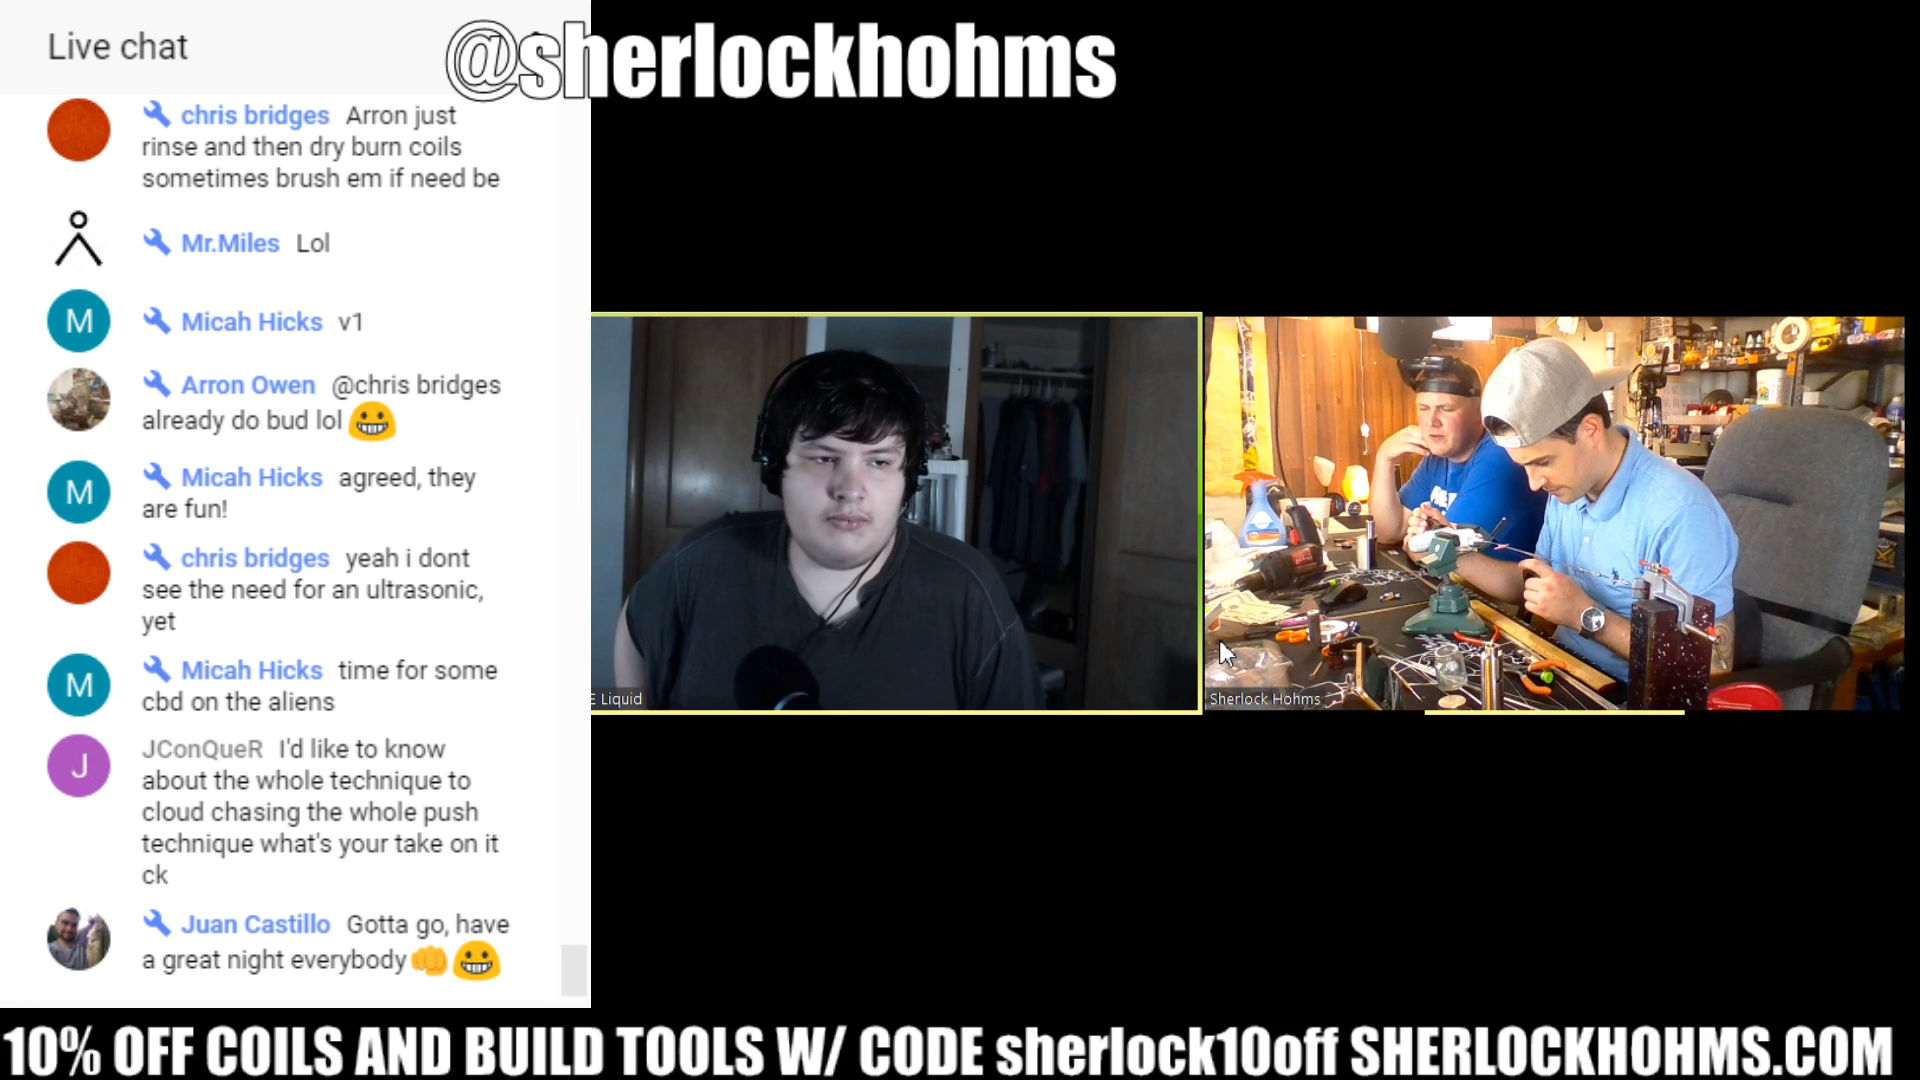 Live chat
@sherlockhohms
chris bridges Arron just
rinse and then dry burn coils
sometimes brush em if need be
Mr.Miles Lol
M
Micah Hicks v1
Arron Owen @chris bridges
already do bud lol
M
Micah Hicks agreed, they
are fun!
chris bridges yeah i dont
see the need for an ultrasonic,
yet
M
Micah Hicks time for some
cbd on the aliens
J
JConQueR I'd like to know
about the whole technique to
cloud chasing the whole push
technique what's your take on it
ck
Juan Castillo Gotta go, have
a great night everybody
E Liquid
Sherlock Hohms
10% OFF COILS AND BUILD TOOLS W/ CODE sherlock10off SHERLOCKHOHMS.COM